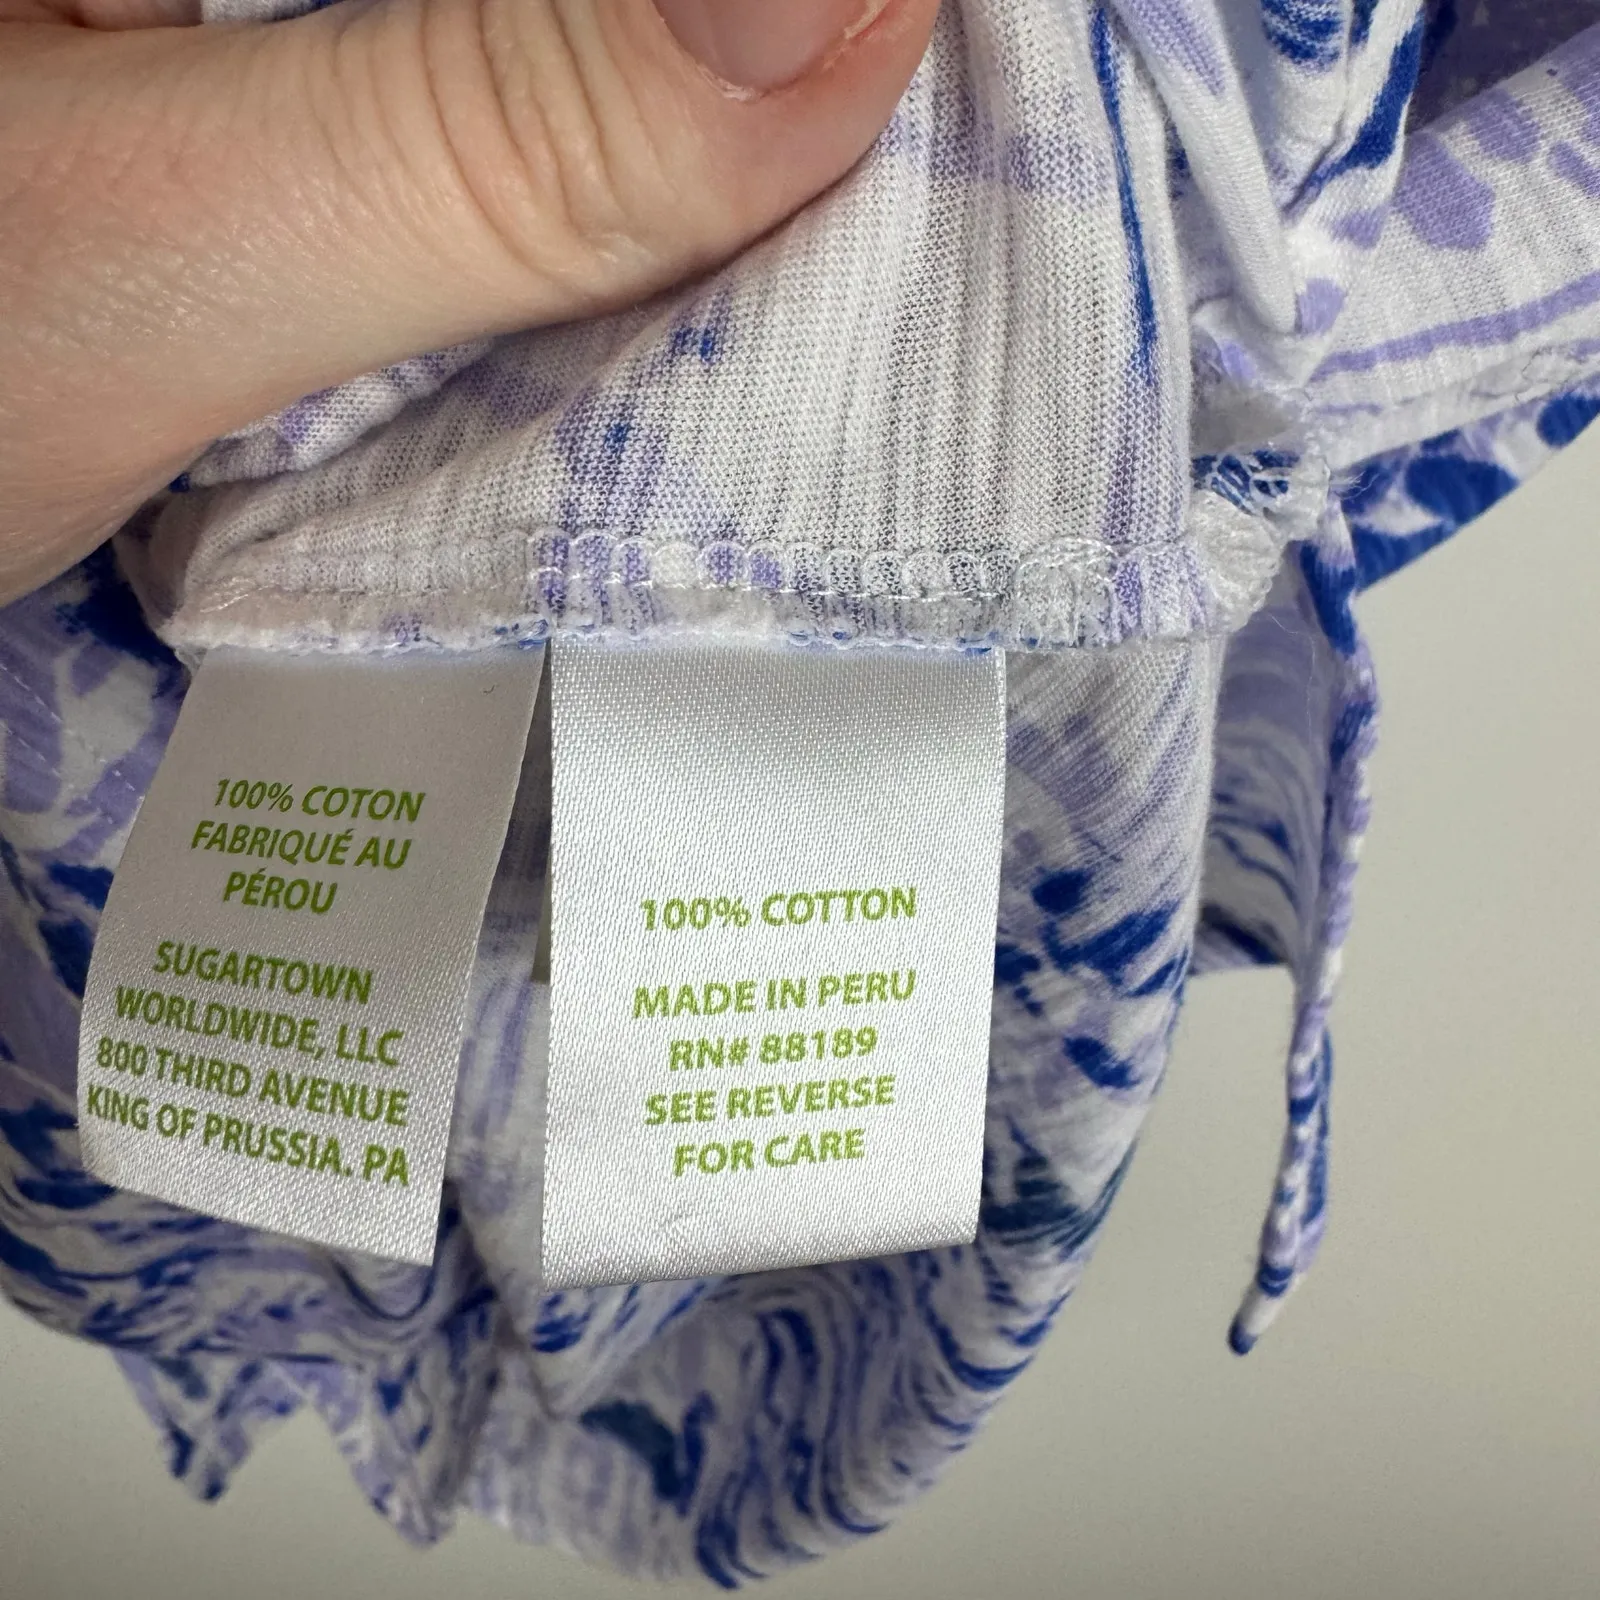 100% COTON
FABRIQUÉ AU
PÉROU
SUGARTOWN
WORLDWIDE, LLC
800 THIRD AVENUE
KING OF PRUSSIA. PA
100% COTTON
MADE IN PERU
RN# 88189
SEE REVERSE
FOR CARE